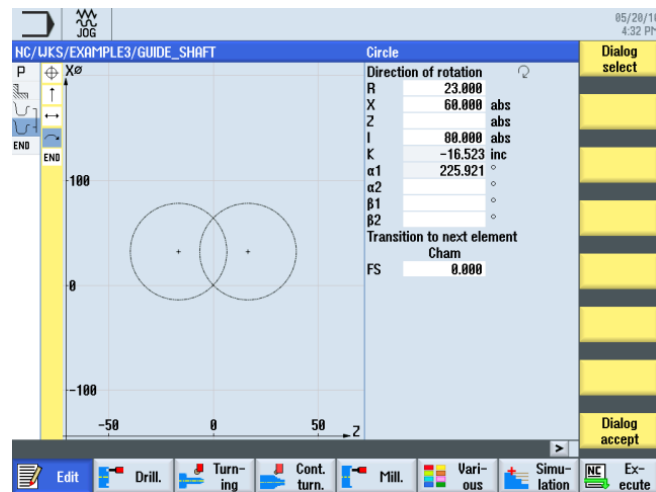 JOG
05/20/1
4:32 PM
NC/WKS/EXAMPLE3/GUIDE_SHAFT
Circle
Dialog
select
P
END
END
XØ
100
0
-100
-50
0
50
Z
Direction of rotation
R 23.000
X 60.000 abs
Z abs
I 80.000 abs
K -16.523 inc
α1 225.921 °
α2 °
β1 °
β2 °
Transition to next element
Cham
FS 0.000
Dialog
accept
>
Edit
Drill.
Turn-
ing
Cont.
turn.
Mill.
Vari-
ous
Simu-
lation
NC
Ex-
ecute